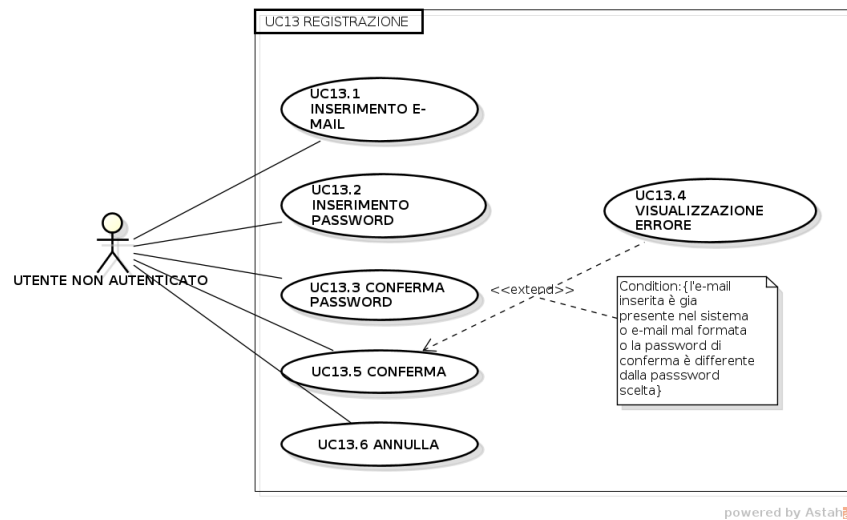 UC13 REGISTRAZIONE
UC13.1
INSERIMENTO E-
MAIL
UC13.2
INSERIMENTO
PASSWORD
UC13.4
VISUALIZZAZIONE
ERRORE
UTENTE NON AUTENTICATO
UC13.3 CONFERMA
PASSWORD
<<extend>>
Condition:{l'e-mail
inserita è gia
presente nel sistema
o e-mail mal formata
o la password di
conferma è differente
dalla passsword
scelta}
UC13.5 CONFERMA
UC13.6 ANNULLA
powered by Astah